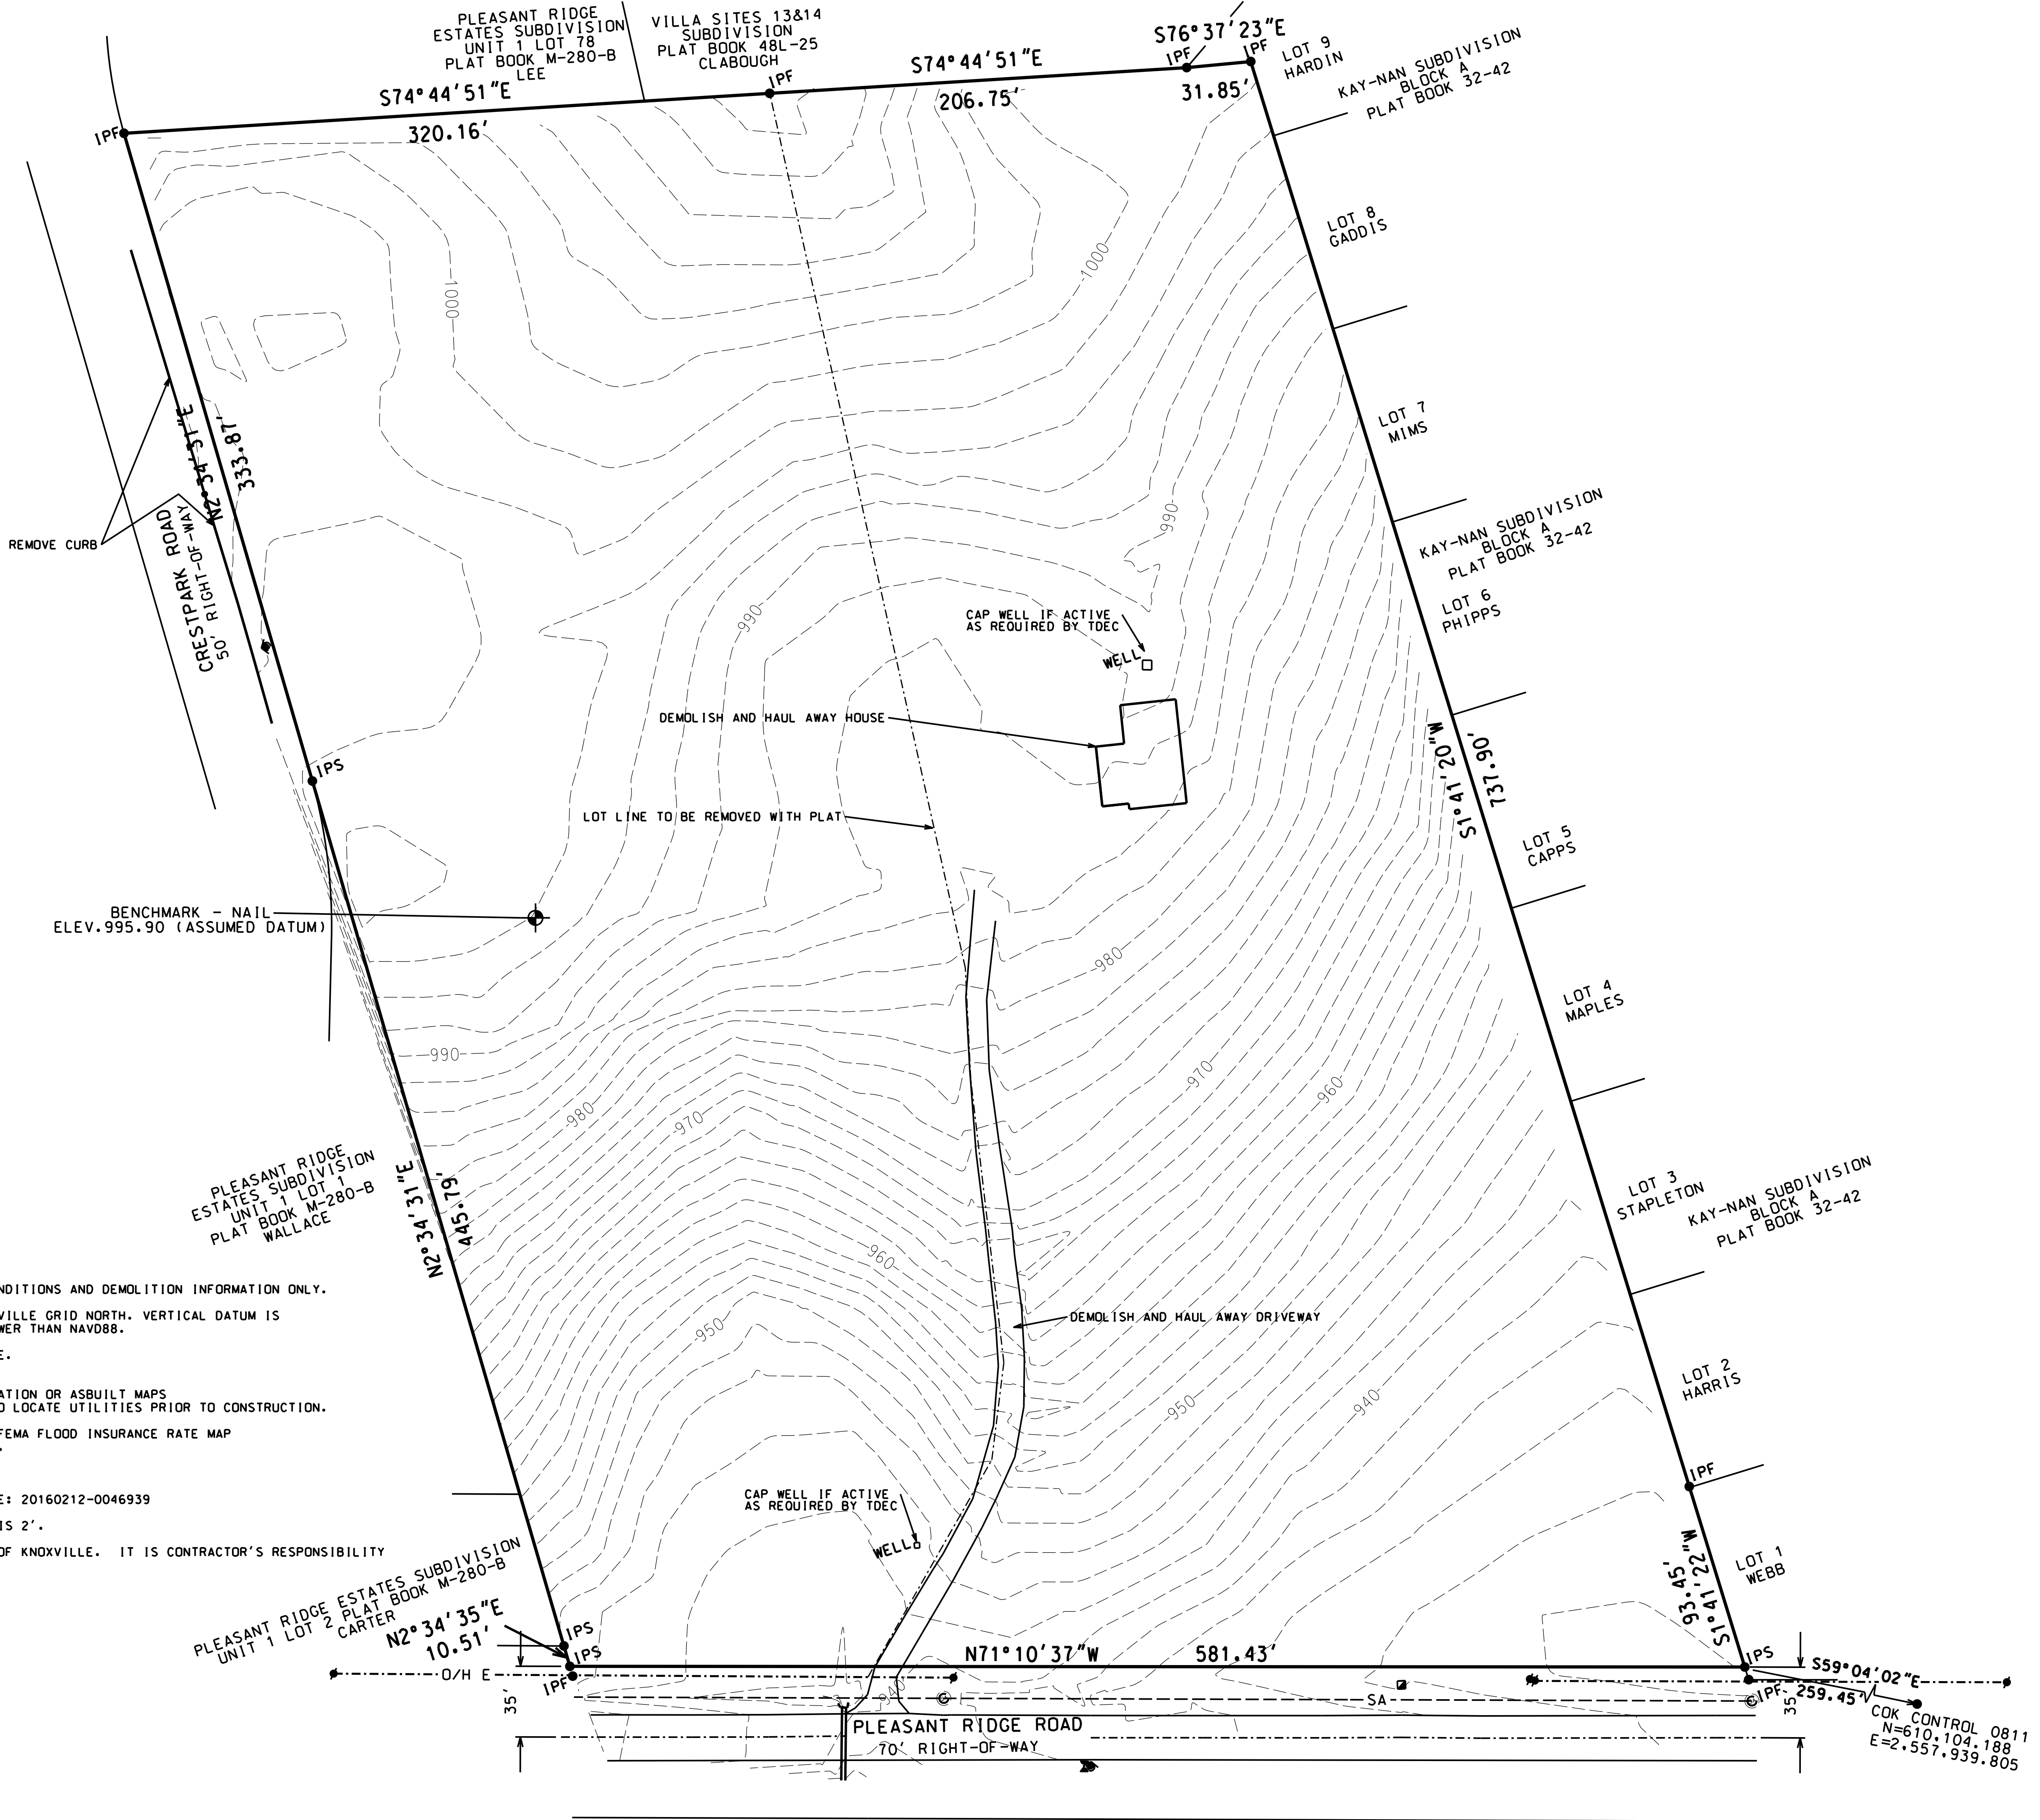 PLEASANT RIDGE
ESTATES SUBDIVISION
UNIT 1 LOT 78
PLAT BOOK M-280-B
LEE
VILLA SITES 13&14
SUBDIVISION
PLAT BOOK 48L-25
CLABOUGH
S76°37'23"E
IPF
IPF
LOT 9
HARDIN
KAY-NAN SUBDIVISION
BLOCK A
PLAT BOOK 32-42
S74°44'51"E
IPF
S74°44'51"E
206.75'
31.85'
IPF
320.16'
LOT 8
GADDIS
1000
1000
N2°34'31"E
333.87'
LOT 7
MIMS
REMOVE CURB
CRESTPARK ROAD
50' RIGHT-OF-WAY
990
KAY-NAN SUBDIVISION
BLOCK A
PLAT BOOK 32-42
990
CAP WELL IF ACTIVE
AS REQUIRED BY TDEC
WELL
LOT 6
PHIPPS
DEMOLISH AND HAUL AWAY HOUSE
S1°41'20"W
737.90'
IPS
LOT LINE TO BE REMOVED WITH PLAT
LOT 5
CAPPS
BENCHMARK - NAIL
ELEV.995.90 (ASSUMED DATUM)
980
LOT 4
MAPLES
990
980
970
970
960
PLEASANT RIDGE
ESTATES SUBDIVISION
UNIT 1 LOT 1
PLAT BOOK M-280-B
WALLACE
N2°34'31"E
445.79'
LOT 3
STAPLETON
KAY-NAN SUBDIVISION
BLOCK A
PLAT BOOK 32-42
960
NDITIONS AND DEMOLITION INFORMATION ONLY.
VILLE GRID NORTH. VERTICAL DATUM IS
WER THAN NAVD88.
E.
ATION OR ASBUILT MAPS
O LOCATE UTILITIES PRIOR TO CONSTRUCTION.
FEMA FLOOD INSURANCE RATE MAP
.
E: 20160212-0046939
IS 2'.
OF KNOXVILLE. IT IS CONTRACTOR'S RESPONSIBILITY
950
DEMOLISH AND HAUL AWAY DRIVEWAY
950
940
LOT 2
HARRIS
IPF
CAP WELL IF ACTIVE
AS REQUIRED BY TDEC
WELL
S1°41'22"W
93.45'
LOT 1
WEBB
PLEASANT RIDGE ESTATES SUBDIVISION
UNIT 1 LOT 2 PLAT BOOK M-280-B
CARTER
N2°34'35"E
10.51'
IPS
IPS
IPF
O/H E
35'
N71°10'37"W
581.43'
940
SA
IPS
IPF
S59°04'02"E
259.45'
35'
COK CONTROL 0811
N=610,104.188
E=2,557,939.805
PLEASANT RIDGE ROAD
70' RIGHT-OF-WAY